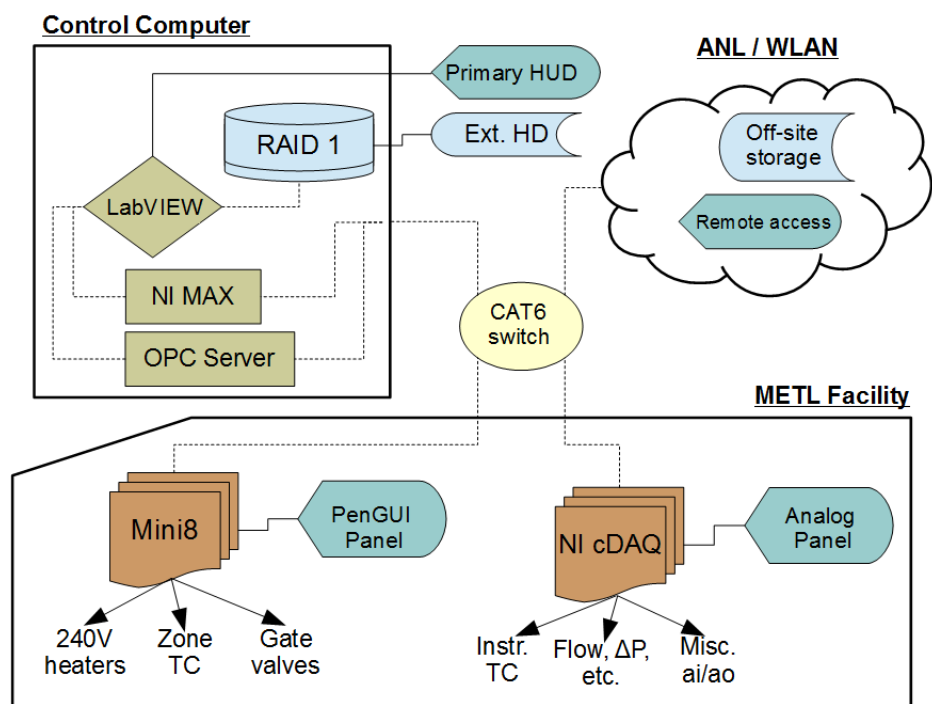 Control Computer
ANL / WLAN
Primary HUD
RAID 1
Ext. HD
Off-site
storage
LabVIEW
Remote access
NI MAX
CAT6
switch
OPC Server
METL Facility
Mini8
PenGUI
Panel
NI cDAQ
Analog
Panel
240V
heaters
Zone
TC
Gate
valves
Instr.
TC
Flow, ΔP,
etc.
Misc.
ai/ao